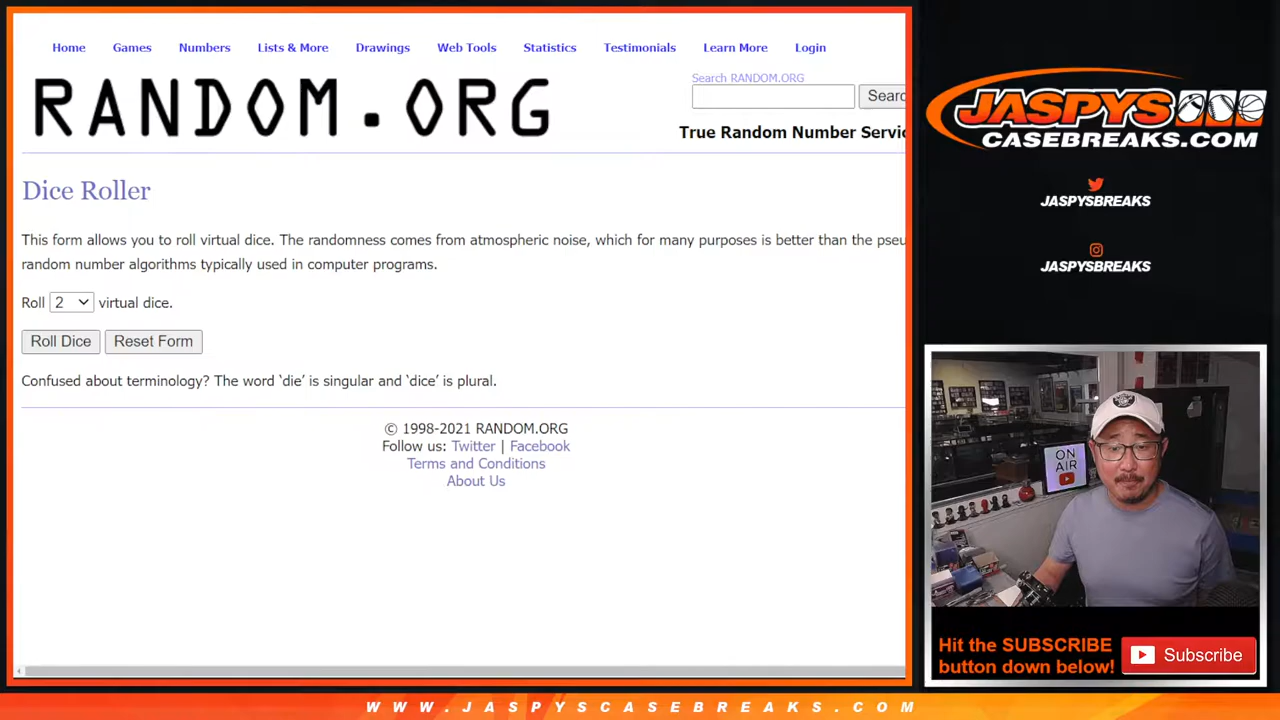 Home Games Numbers Lists & More Drawings Web Tools Statistics Testimonials Learn More Login
RANDOM.ORG
Search RANDOM.ORG
Searc
True Random Number Servic
Dice Roller
This form allows you to roll virtual dice. The randomness comes from atmospheric noise, which for many purposes is better than the pseu
random number algorithms typically used in computer programs.
Roll 2 virtual dice.
Roll Dice Reset Form
Confused about terminology? The word ‘die’ is singular and ‘dice’ is plural.
© 1998-2021 RANDOM.ORG
Follow us: Twitter | Facebook
Terms and Conditions
About Us
JASPYS
CASEBREAKS.COM
JASPYSBREAKS
JASPYSBREAKS
ON
AIR
Hit the SUBSCRIBE
button down below!
Subscribe
WWW.JASPYSCASEBREAKS.COM